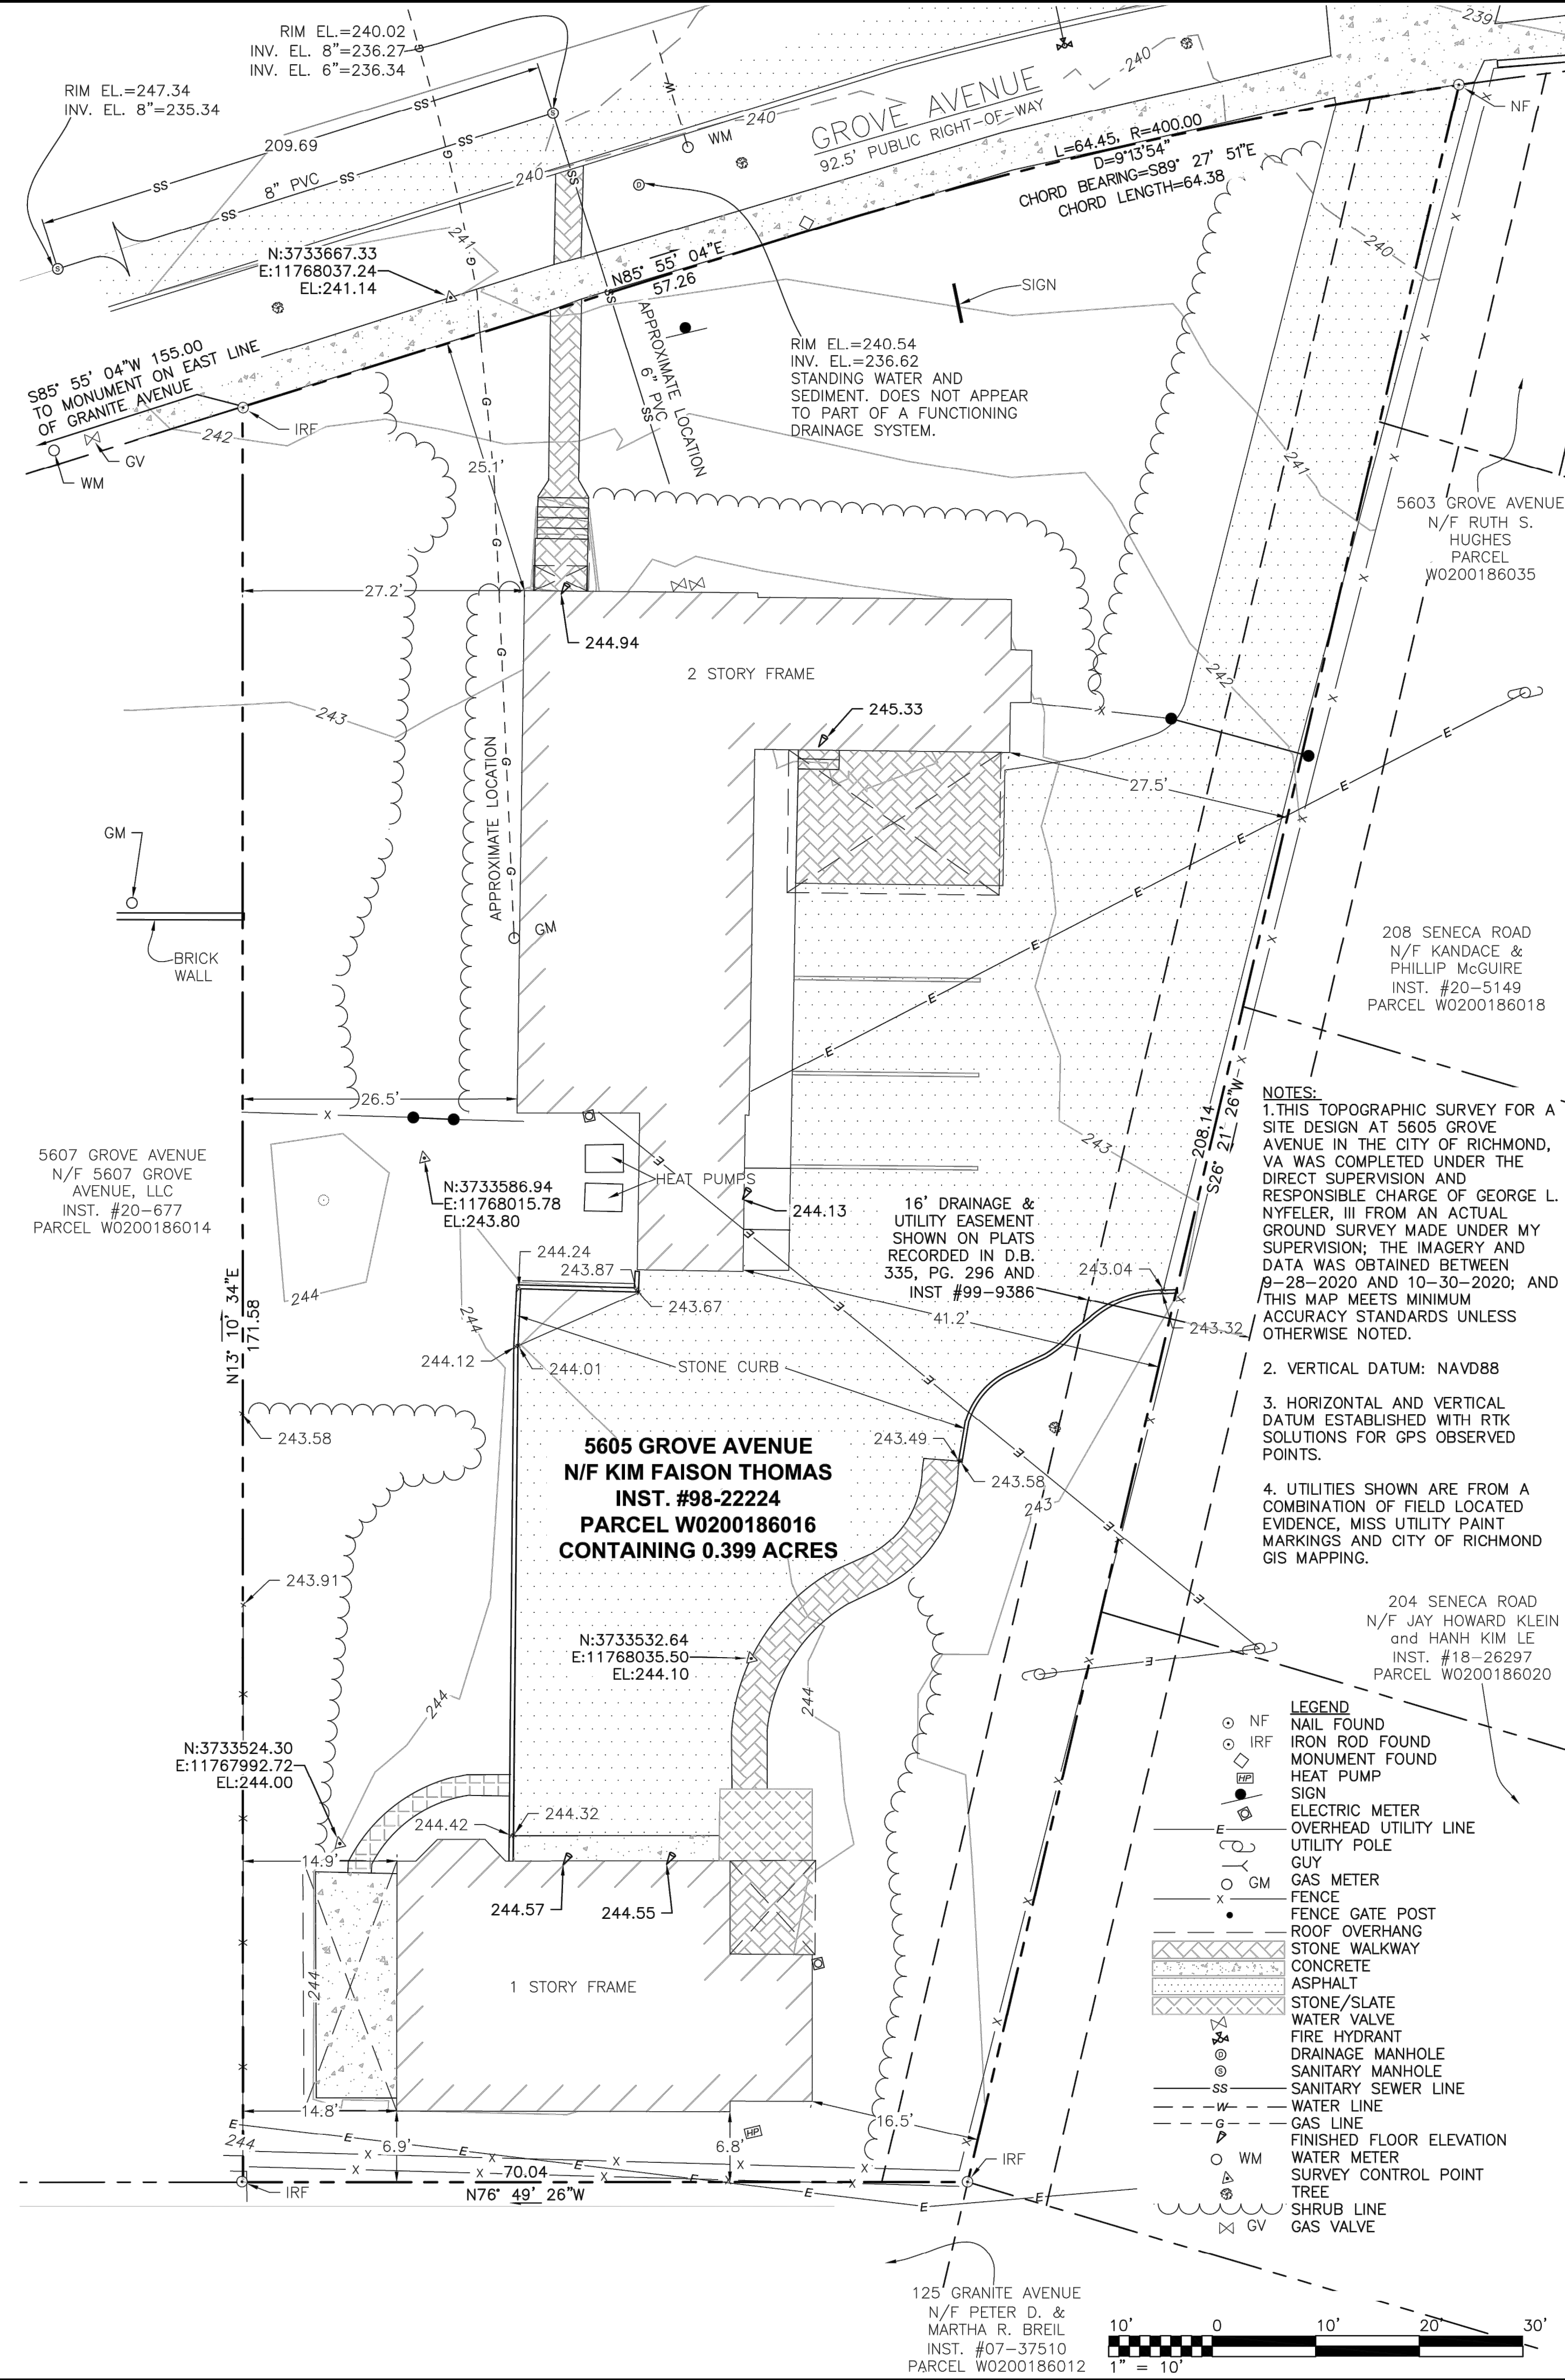 RIM EL.=240.02
INV. EL. 8"=236.27
INV. EL. 6"=236.34
RIM EL.=247.34
INV. EL. 8"=235.34
209.69
8" PVC
SS
SS
SS
SS
SS
SS
SS
SS
G
G
G
G
G
G
G
G
W
WM
240
240
240
239
GROVE AVENUE
92.5' PUBLIC RIGHT-OF-WAY
L=64.45, R=400.00
D=9°13'54"
CHORD BEARING=S89° 27' 51"E
CHORD LENGTH=64.38
NF
N:3733667.33
E:11768037.24
EL:241.14
241
N85° 55' 04"E
57.26
SIGN
240
S85° 55' 04"W 155.00
TO MONUMENT ON EAST LINE
OF GRANITE AVENUE
IRF
242
GV
WM
25.1'
APPROXIMATE LOCATION
6" PVC
RIM EL.=240.54
INV. EL.=236.62
STANDING WATER AND
SEDIMENT. DOES NOT APPEAR
TO PART OF A FUNCTIONING
DRAINAGE SYSTEM.
241
5603 GROVE AVENUE
N/F RUTH S.
HUGHES
PARCEL
W0200186035
27.2'
244.94
2 STORY FRAME
242
243
245.33
27.5'
APPROXIMATE LOCATION
GM
GM
BRICK
WALL
E
E
E
E
E
E
E
208 SENECA ROAD
N/F KANDACE &
PHILLIP McGUIRE
INST. #20-5149
PARCEL W0200186018
26.5'
5607 GROVE AVENUE
N/F 5607 GROVE
AVENUE, LLC
INST. #20-677
PARCEL W0200186014
N:3733586.94
E:11768015.78
EL:243.80
HEAT PUMPS
244.13
243
208.14
S26° 21' 26"W
NOTES:
1.THIS TOPOGRAPHIC SURVEY FOR A
SITE DESIGN AT 5605 GROVE
AVENUE IN THE CITY OF RICHMOND,
VA WAS COMPLETED UNDER THE
DIRECT SUPERVISION AND
RESPONSIBLE CHARGE OF GEORGE L.
NYFELER, III FROM AN ACTUAL
GROUND SURVEY MADE UNDER MY
SUPERVISION; THE IMAGERY AND
DATA WAS OBTAINED BETWEEN
9-28-2020 AND 10-30-2020; AND
THIS MAP MEETS MINIMUM
ACCURACY STANDARDS UNLESS
OTHERWISE NOTED.
2. VERTICAL DATUM: NAVD88
3. HORIZONTAL AND VERTICAL
DATUM ESTABLISHED WITH RTK
SOLUTIONS FOR GPS OBSERVED
POINTS.
4. UTILITIES SHOWN ARE FROM A
COMBINATION OF FIELD LOCATED
EVIDENCE, MISS UTILITY PAINT
MARKINGS AND CITY OF RICHMOND
GIS MAPPING.
16' DRAINAGE &
UTILITY EASEMENT
SHOWN ON PLATS
RECORDED IN D.B.
335, PG. 296 AND
INST #99-9386
244
244.24
243.87
243.67
243.04
243.32
41.2'
N13° 10' 34"E
171.58
244
244.12
244.01
STONE CURB
243.58
243.49
243.58
243
5605 GROVE AVENUE
N/F KIM FAISON THOMAS
INST. #98-22224
PARCEL W0200186016
CONTAINING 0.399 ACRES
243.91
N:3733532.64
E:11768035.50
EL:244.10
204 SENECA ROAD
N/F JAY HOWARD KLEIN
and HANH KIM LE
INST. #18-26297
PARCEL W0200186020
244
244
N:3733524.30
E:11767992.72
EL:244.00
244.42
244.32
14.9'
244.57
244.55
244
1 STORY FRAME
LEGEND
NF NAIL FOUND
IRF IRON ROD FOUND
MONUMENT FOUND
HP HEAT PUMP
SIGN
ELECTRIC METER
E OVERHEAD UTILITY LINE
UTILITY POLE
GUY
GM GAS METER
X FENCE
FENCE GATE POST
ROOF OVERHANG
STONE WALKWAY
CONCRETE
ASPHALT
STONE/SLATE
WATER VALVE
FIRE HYDRANT
D DRAINAGE MANHOLE
S SANITARY MANHOLE
SS SANITARY SEWER LINE
W WATER LINE
G GAS LINE
FINISHED FLOOR ELEVATION
WM WATER METER
SURVEY CONTROL POINT
TREE
SHRUB LINE
GV GAS VALVE
14.8'
6.9'
6.8'
HP
16.5'
244
70.04
N76° 49' 26"W
IRF
IRF
125 GRANITE AVENUE
N/F PETER D. &
MARTHA R. BREIL
INST. #07-37510
PARCEL W0200186012
10' 0 10' 20' 30'
1" = 10'